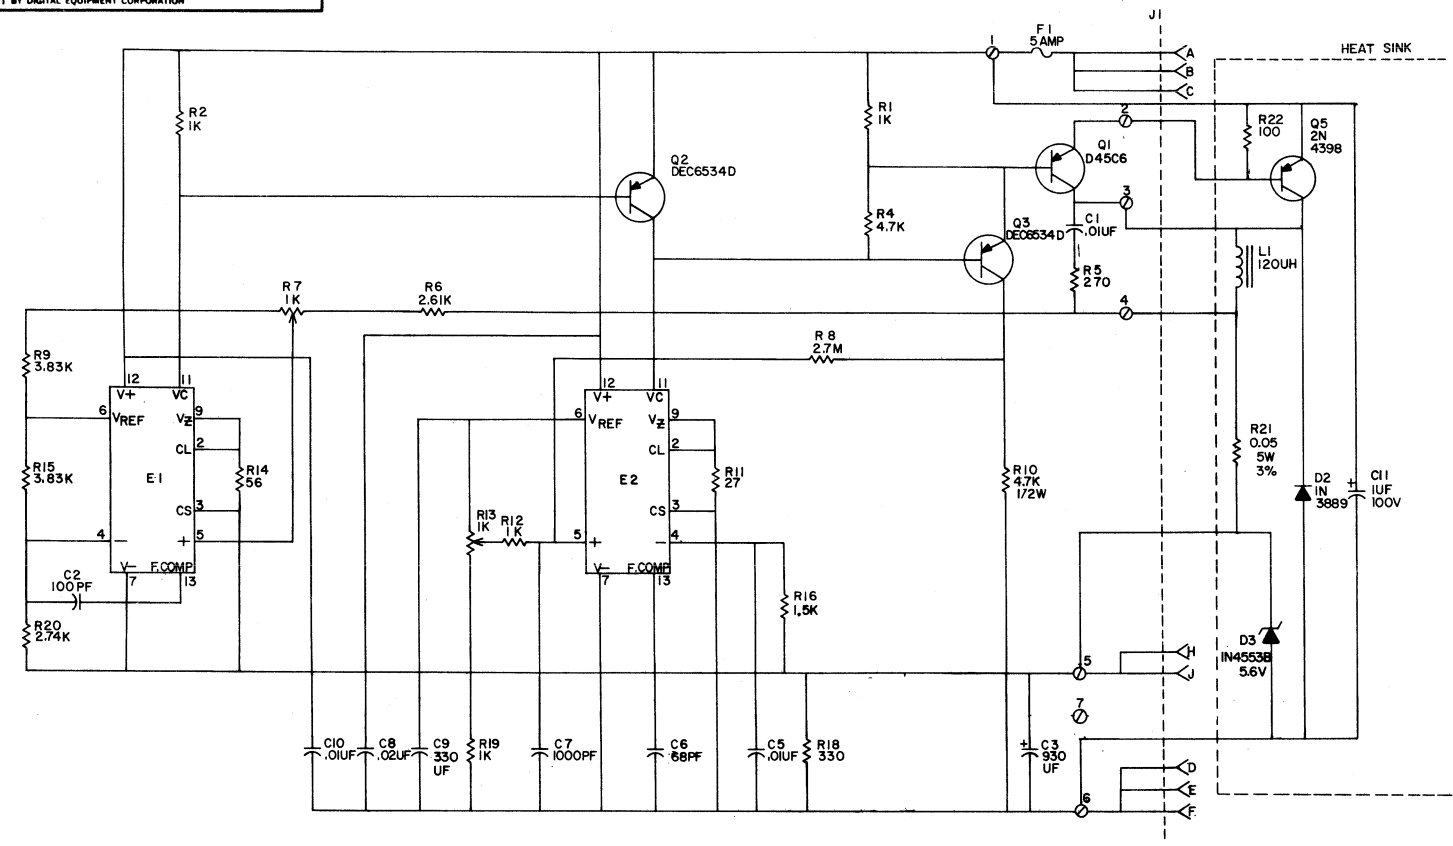 BY DIGITAL EQUIPMENT CORPORATION
J1
HEAT SINK
F1
5 AMP
1
A
B
C
R2
1K
R1
1K
2
R22
100
Q5
2N
4398
Q1
D45C6
Q2
DEC6534D
3
R4
4.7K
Q3
DEC6534D
C1
.01UF
L1
120UH
R5
270
R7
1K
R6
2.61K
4
R8
2.7M
R9
3.83K
12
11
V+
VC
6
VREF
VZ
9
CL
2
E1
R14
56
CS
3
4
−
+
5
V−
F.COMP
7
13
R15
3.83K
C2
100PF
R20
2.74K
12
11
V+
VC
6
VREF
VZ
9
CL
2
E2
R11
27
CS
3
5
+
−
4
V−
F.COMP
7
13
R13
1K
R12
1K
R16
1.5K
R10
4.7K
1/2W
R21
0.05
5W
3%
D2
IN
3889
+
C11
1UF
100V
D3
IN4553B
5.6V
5
H
J
7
C10
.01UF
C8
.02UF
C9
330
UF
R19
1K
C7
1000PF
C6
68PF
C5
.01UF
R18
330
+
C3
930
UF
D
E
F
6